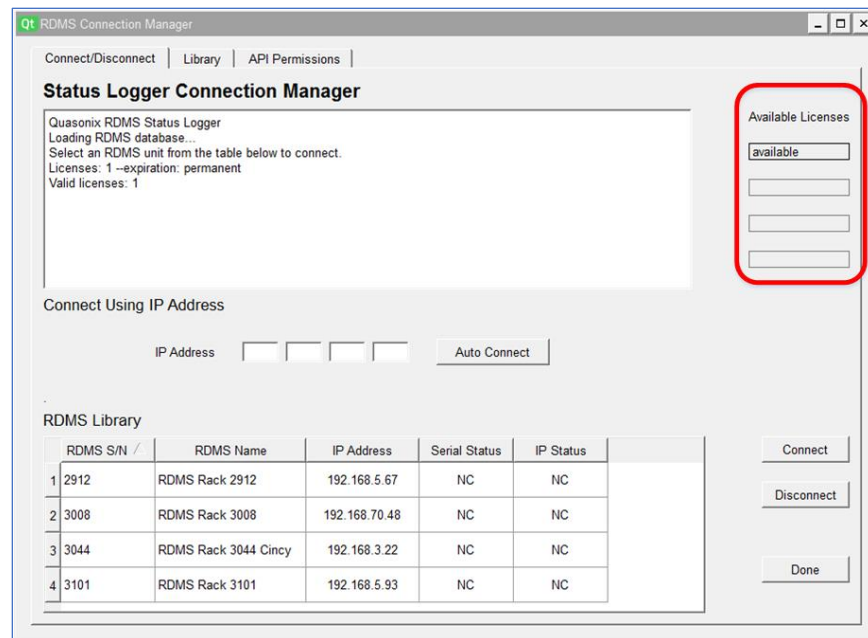 Qt RDMS Connection Manager
Connect/Disconnect Library API Permissions
Status Logger Connection Manager
Quasonix RDMS Status Logger
Loading RDMS database...
Select an RDMS unit from the table below to connect.
Licenses: 1 --expiration: permanent
Valid licenses: 1
Available Licenses
available
Connect Using IP Address
IP Address Auto Connect
.
RDMS Library
RDMS S/N RDMS Name IP Address Serial Status IP Status
1 2912 RDMS Rack 2912 192.168.5.67 NC NC
2 3008 RDMS Rack 3008 192.168.70.48 NC NC
3 3044 RDMS Rack 3044 Cincy 192.168.3.22 NC NC
4 3101 RDMS Rack 3101 192.168.5.93 NC NC
Connect
Disconnect
Done